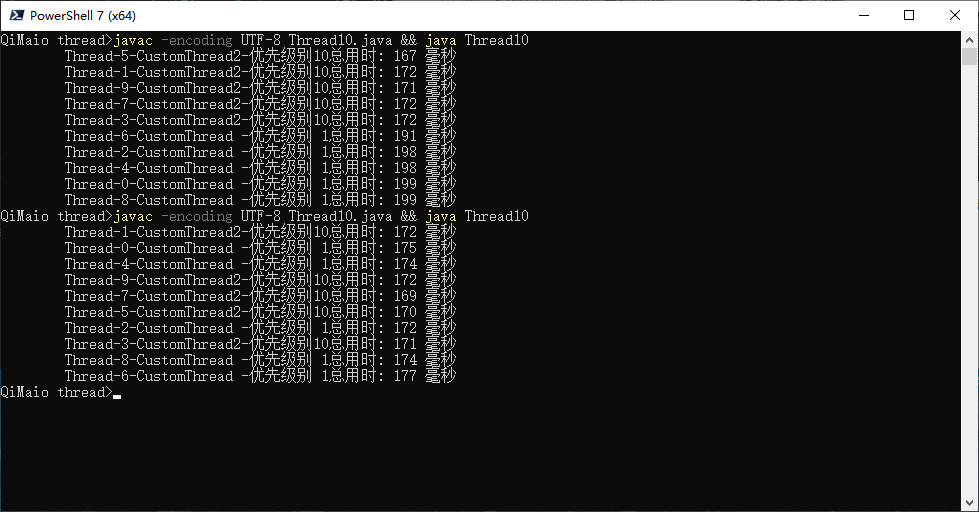 PowerShell 7 (x64)
QiMaio thread>javac -encoding UTF-8 Thread10.java && java Thread10
Thread-5-CustomThread2-优先级别10总用时: 167 毫秒
Thread-1-CustomThread2-优先级别10总用时: 172 毫秒
Thread-9-CustomThread2-优先级别10总用时: 171 毫秒
Thread-7-CustomThread2-优先级别10总用时: 172 毫秒
Thread-3-CustomThread2-优先级别10总用时: 172 毫秒
Thread-6-CustomThread -优先级别 1总用时: 191 毫秒
Thread-2-CustomThread -优先级别 1总用时: 198 毫秒
Thread-4-CustomThread -优先级别 1总用时: 198 毫秒
Thread-0-CustomThread -优先级别 1总用时: 199 毫秒
Thread-8-CustomThread -优先级别 1总用时: 199 毫秒
QiMaio thread>javac -encoding UTF-8 Thread10.java && java Thread10
Thread-1-CustomThread2-优先级别10总用时: 172 毫秒
Thread-0-CustomThread -优先级别 1总用时: 175 毫秒
Thread-4-CustomThread -优先级别 1总用时: 174 毫秒
Thread-9-CustomThread2-优先级别10总用时: 172 毫秒
Thread-7-CustomThread2-优先级别10总用时: 169 毫秒
Thread-5-CustomThread2-优先级别10总用时: 170 毫秒
Thread-2-CustomThread -优先级别 1总用时: 172 毫秒
Thread-3-CustomThread2-优先级别10总用时: 171 毫秒
Thread-8-CustomThread -优先级别 1总用时: 174 毫秒
Thread-6-CustomThread -优先级别 1总用时: 177 毫秒
QiMaio thread>